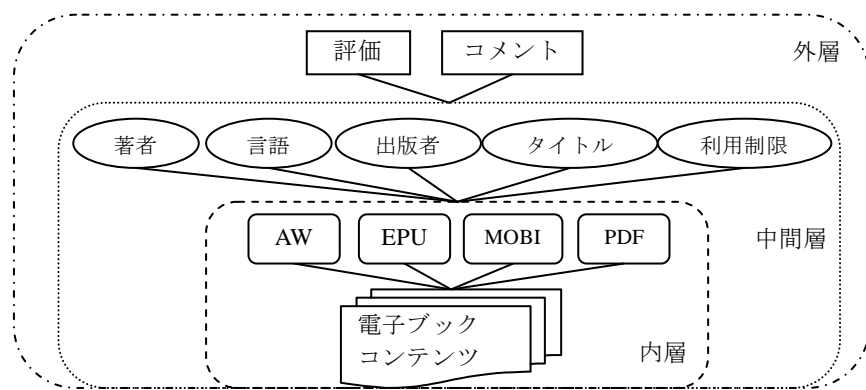 評価
コメント
外層
著者
言語
出版者
タイトル
利用制限
AW
EPU
MOBI
PDF
中間層
電子ブック
コンテンツ
内層